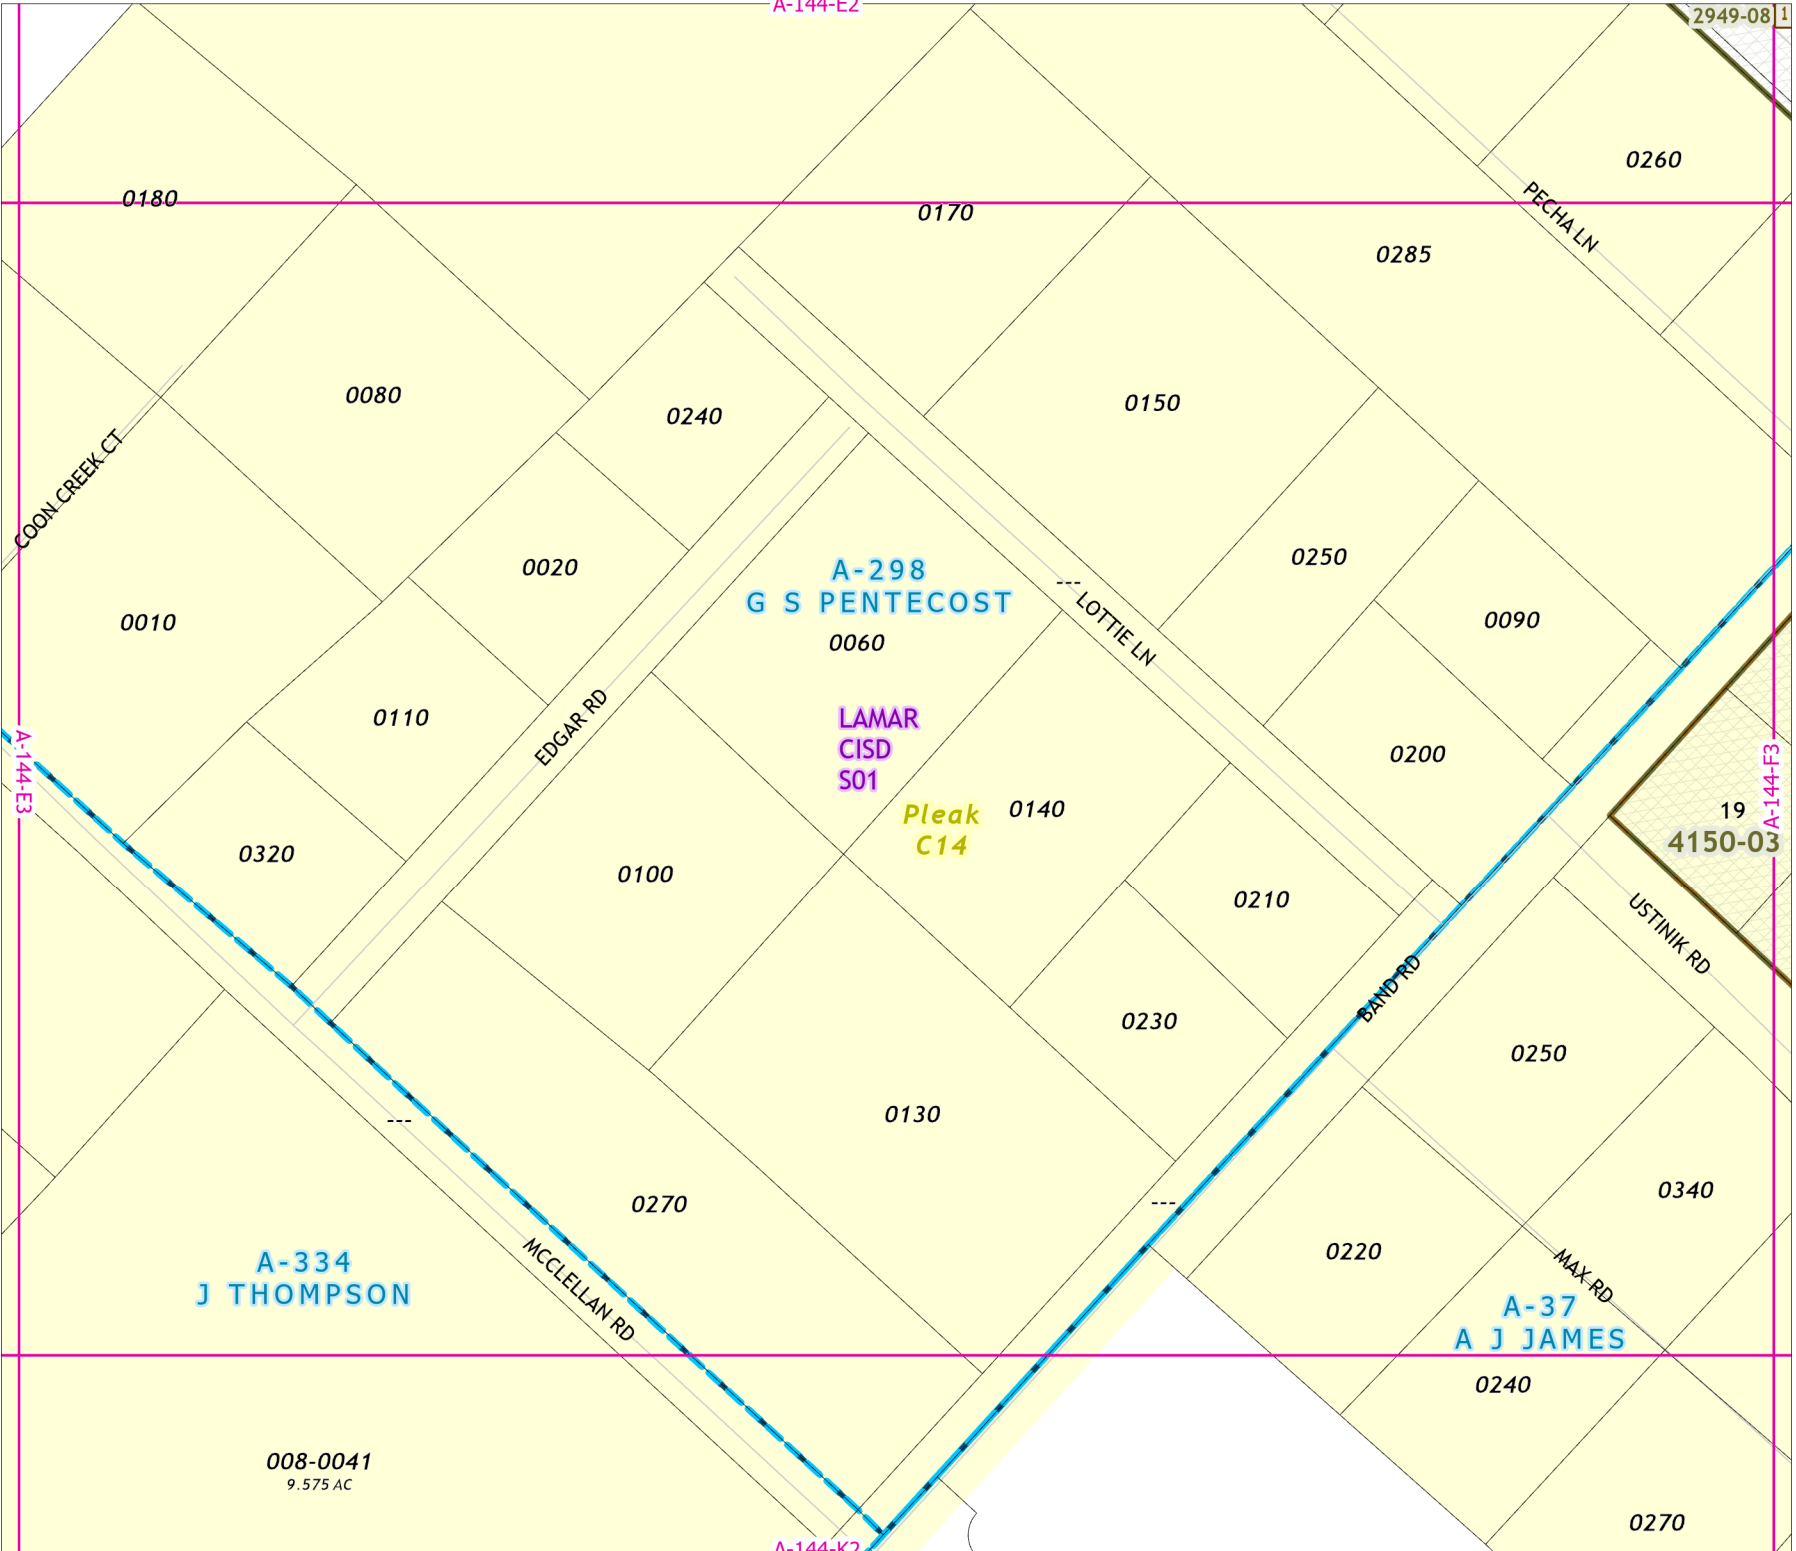 A-144-E2
2949-08
1
0260
0180
0170
PECHA LN
0285
0080
0150
0240
COON CREEK CT
0250
0020
A-298
G S PENTECOST
---
LOTTIE LN
0010
0090
0060
0110
EDGAR RD
LAMAR
CISD
S01
0200
A-144-E3
A-144-F3
Pleak
C14
0140
19
4150-03
0320
0100
0210
USTINIK RD
BAND RD
0230
0250
---
0130
0340
0270
---
0220
A-334
J THOMPSON
MCCLELLAN RD
MAX RD
A-37
A J JAMES
0240
008-0041
9.575 AC
0270
A-144-K2